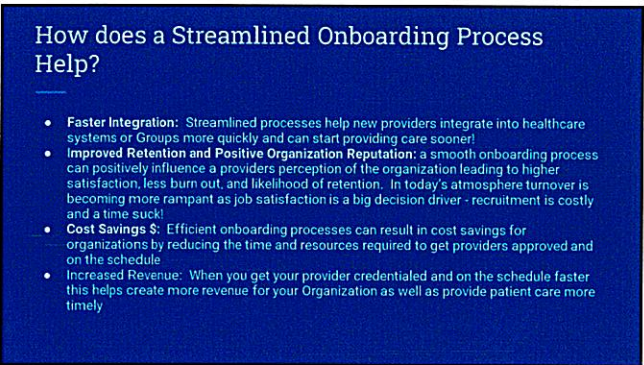 How does a Streamlined Onboarding Process
Help?
● Faster Integration: Streamlined processes help new providers integrate into healthcare
systems or Groups more quickly and can start providing care sooner!
● Improved Retention and Positive Organization Reputation: a smooth onboarding process
can positively influence a providers perception of the organization leading to higher
satisfaction, less burn out, and likelihood of retention. In today's atmosphere turnover is
becoming more rampant as job satisfaction is a big decision driver - recruitment is costly
and a time suck!
● Cost Savings $: Efficient onboarding processes can result in cost savings for
organizations by reducing the time and resources required to get providers approved and
on the schedule
● Increased Revenue: When you get your provider credentialed and on the schedule faster
this helps create more revenue for your Organization as well as provide patient care more
timely